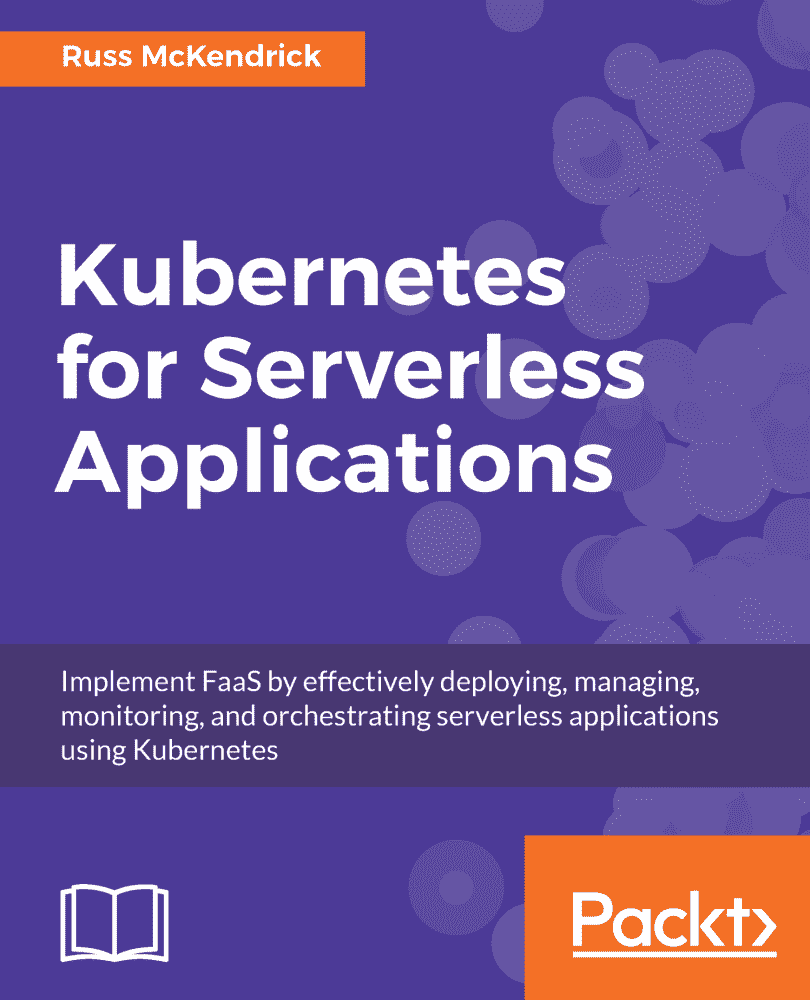 Russ McKendrick
Kubernetes
for Serverless
Applications
Implement FaaS by effectively deploying, managing,
monitoring, and orchestrating serverless applications
using Kubernetes
Packt>